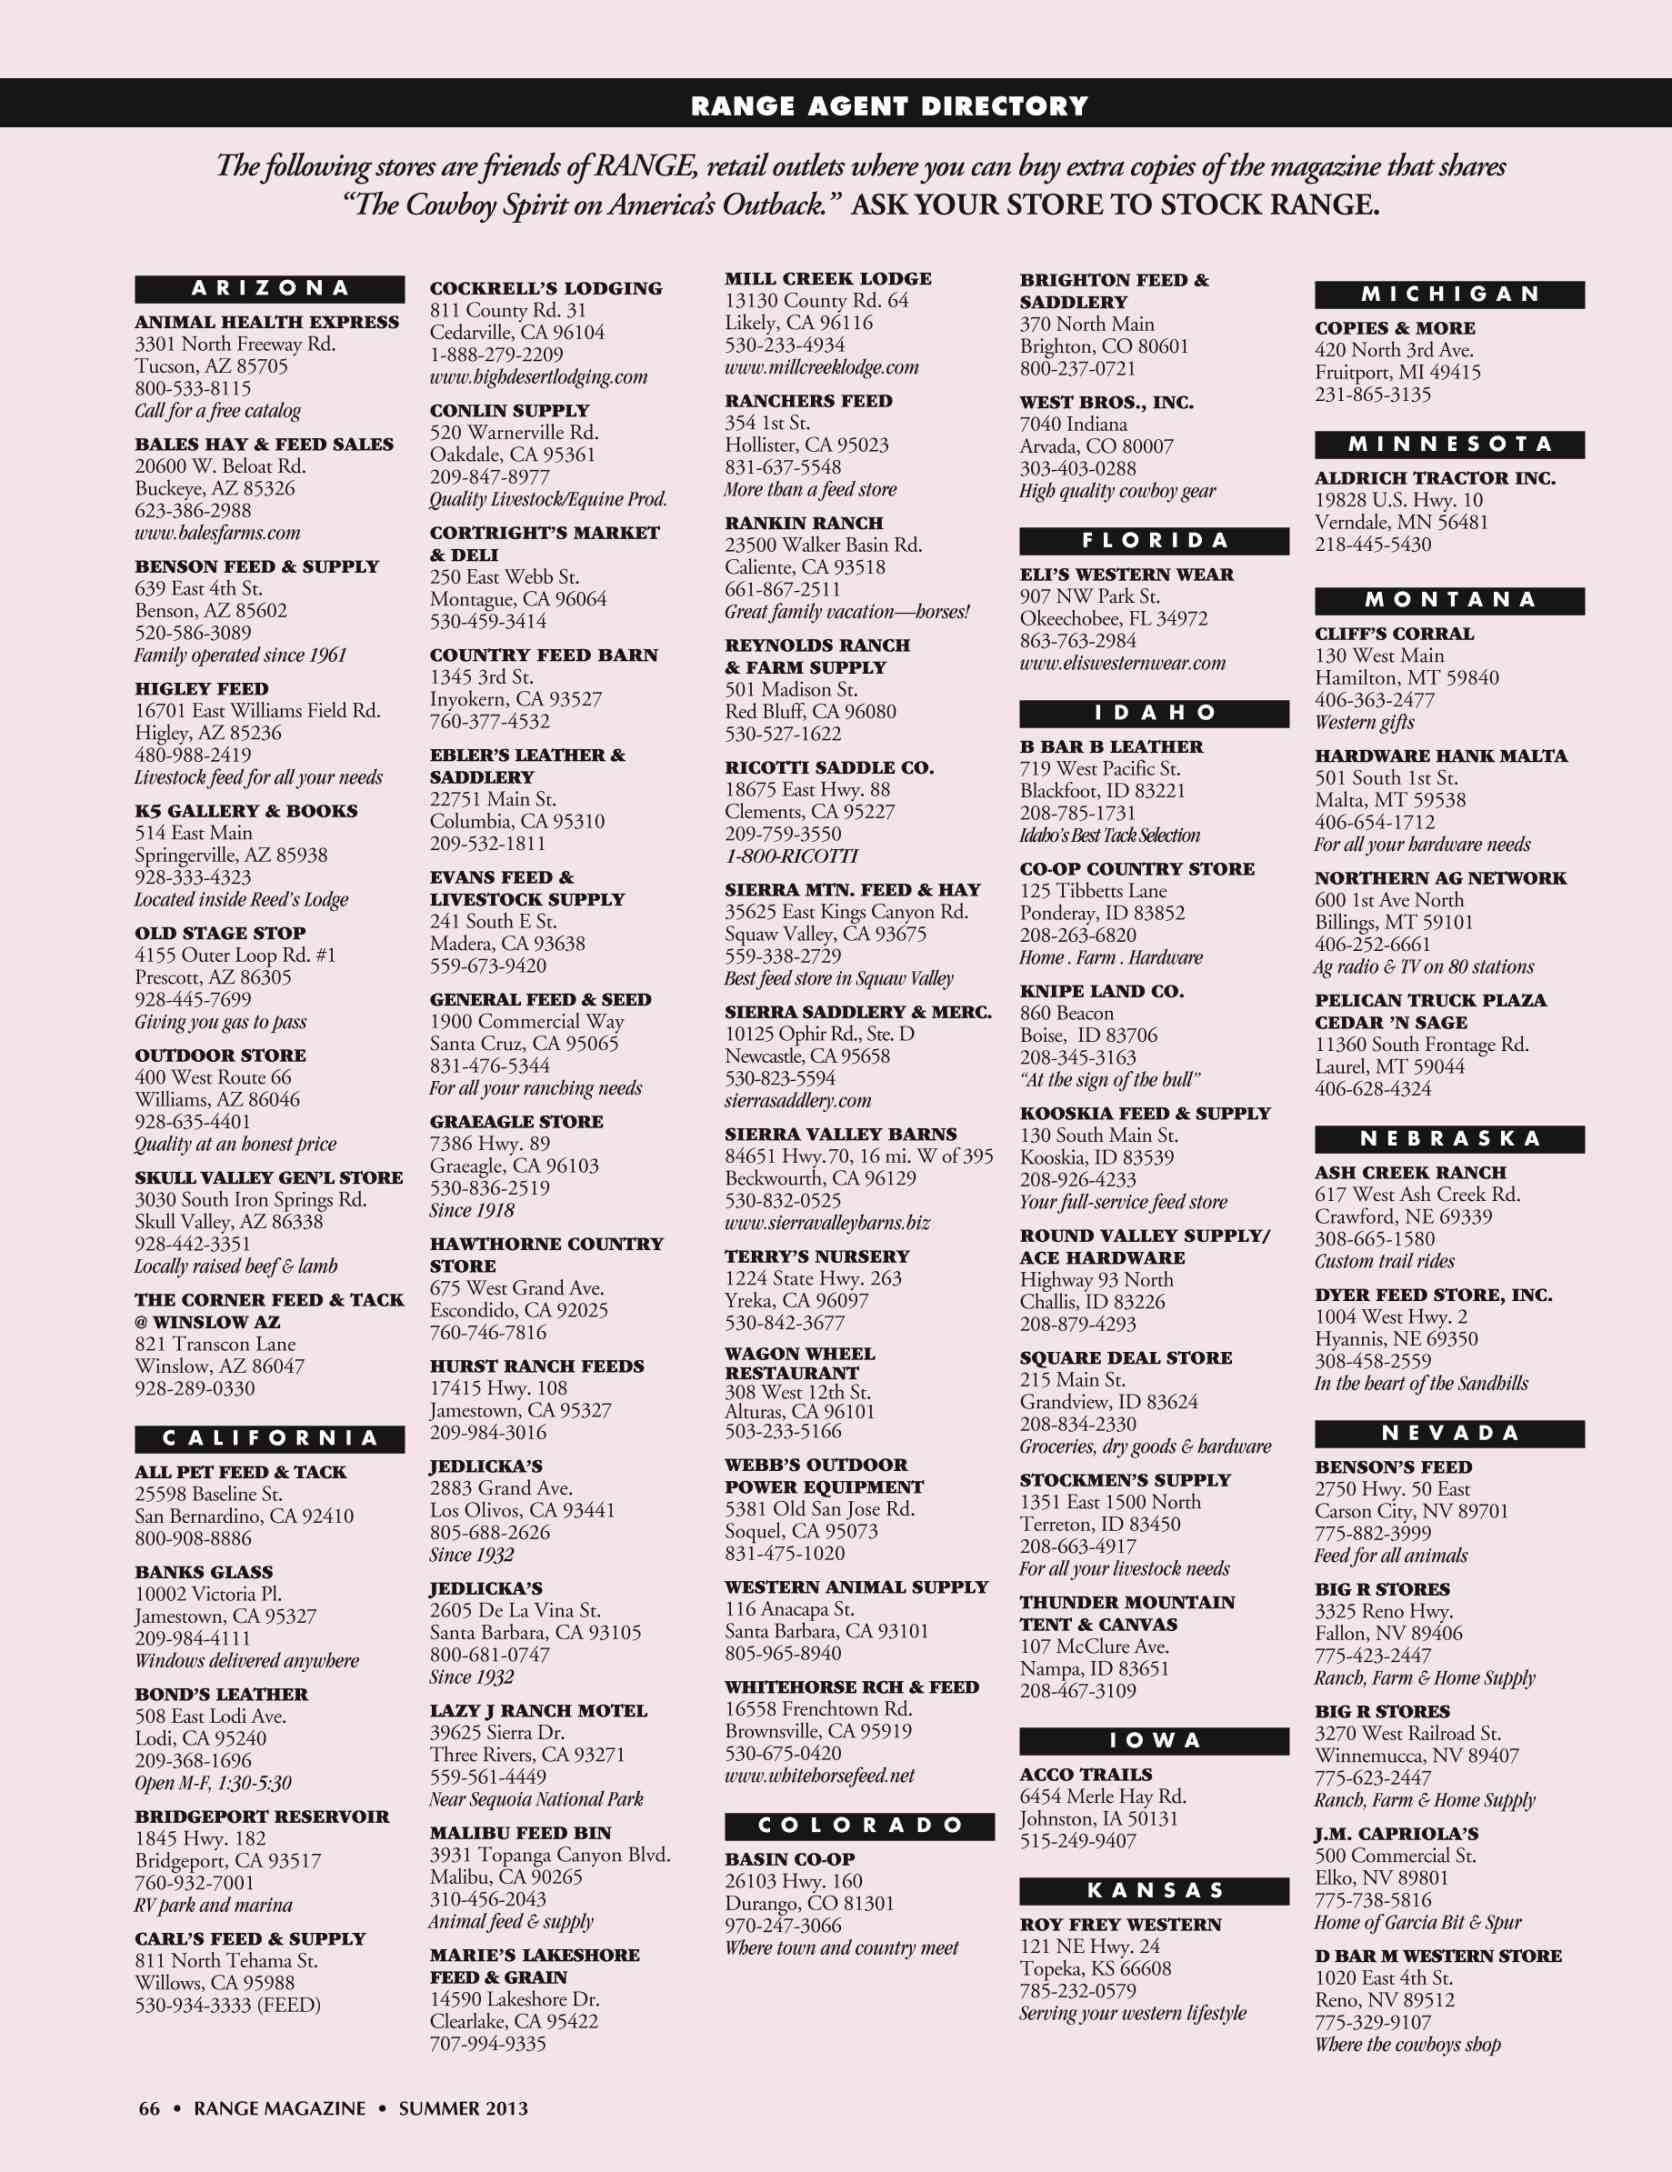 RANGE AGENT DIRECTORY
The following stores are friends of RANGE, retail outlets where you can buy extra copies of the magazine that shares
“The Cowboy Spirit on America’s Outback.” ASK YOUR STORE TO STOCK RANGE.
ARIZONA
ANIMAL HEALTH EXPRESS
3301 North Freeway Rd.
Tucson, AZ 85705
800-533-8115
Call for a free catalog
BALES HAY & FEED SALES
20600 W. Beloat Rd.
Buckeye, AZ 85326
623-386-2988
www.balesfarms.com
BENSON FEED & SUPPLY
639 East 4th St.
Benson, AZ 85602
520-586-3089
Family operated since 1961
HIGLEY FEED
16701 East Williams Field Rd.
Higley, AZ 85236
480-988-2419
Livestock feed for all your needs
K5 GALLERY & BOOKS
514 East Main
Springerville, AZ 85938
928-333-4323
Located inside Reed’s Lodge
OLD STAGE STOP
4155 Outer Loop Rd. #1
Prescott, AZ 86305
928-445-7699
Giving you gas to pass
OUTDOOR STORE
400 West Route 66
Williams, AZ 86046
928-635-4401
Quality at an honest price
SKULL VALLEY GEN’L STORE
3030 South Iron Springs Rd.
Skull Valley, AZ 86338
928-442-3351
Locally raised beef & lamb
THE CORNER FEED & TACK
@ WINSLOW AZ
821 Transcon Lane
Winslow, AZ 86047
928-289-0330
CALIFORNIA
ALL PET FEED & TACK
25598 Baseline St.
San Bernardino, CA 92410
800-908-8886
BANKS GLASS
10002 Victoria Pl.
Jamestown, CA 95327
209-984-4111
Windows delivered anywhere
BOND’S LEATHER
508 East Lodi Ave.
Lodi, CA 95240
209-368-1696
Open M-F, 1:30-5:30
BRIDGEPORT RESERVOIR
1845 Hwy. 182
Bridgeport, CA 93517
760-932-7001
RV park and marina
CARL’S FEED & SUPPLY
811 North Tehama St.
Willows, CA 95988
530-934-3333 (FEED)
COCKRELL’S LODGING
811 County Rd. 31
Cedarville, CA 96104
1-888-279-2209
www.highdesertlodging.com
CONLIN SUPPLY
520 Warnerville Rd.
Oakdale, CA 95361
209-847-8977
Quality Livestock/Equine Prod.
CORTRIGHT’S MARKET
& DELI
250 East Webb St.
Montague, CA 96064
530-459-3414
COUNTRY FEED BARN
1345 3rd St.
Inyokern, CA 93527
760-377-4532
EBLER’S LEATHER &
SADDLERY
22751 Main St.
Columbia, CA 95310
209-532-1811
EVANS FEED &
LIVESTOCK SUPPLY
241 South E St.
Madera, CA 93638
559-673-9420
GENERAL FEED & SEED
1900 Commercial Way
Santa Cruz, CA 95065
831-476-5344
For all your ranching needs
GRAEAGLE STORE
7386 Hwy. 89
Graeagle, CA 96103
530-836-2519
Since 1918
HAWTHORNE COUNTRY
STORE
675 West Grand Ave.
Escondido, CA 92025
760-746-7816
HURST RANCH FEEDS
17415 Hwy. 108
Jamestown, CA 95327
209-984-3016
JEDLICKA’S
2883 Grand Ave.
Los Olivos, CA 93441
805-688-2626
Since 1932
JEDLICKA’S
2605 De La Vina St.
Santa Barbara, CA 93105
800-681-0747
Since 1932
LAZY J RANCH MOTEL
39625 Sierra Dr.
Three Rivers, CA 93271
559-561-4449
Near Sequoia National Park
MALIBU FEED BIN
3931 Topanga Canyon Blvd.
Malibu, CA 90265
310-456-2043
Animal feed & supply
MARIE’S LAKESHORE
FEED & GRAIN
14590 Lakeshore Dr.
Clearlake, CA 95422
707-994-9335
MILL CREEK LODGE
13130 County Rd. 64
Likely, CA 96116
530-233-4934
www.millcreeklodge.com
RANCHERS FEED
354 1st St.
Hollister, CA 95023
831-637-5548
More than a feed store
RANKIN RANCH
23500 Walker Basin Rd.
Caliente, CA 93518
661-867-2511
Great family vacation—horses!
REYNOLDS RANCH
& FARM SUPPLY
501 Madison St.
Red Bluff, CA 96080
530-527-1622
RICOTTI SADDLE CO.
18675 East Hwy. 88
Clements, CA 95227
209-759-3550
1-800-RICOTTI
SIERRA MTN. FEED & HAY
35625 East Kings Canyon Rd.
Squaw Valley, CA 93675
559-338-2729
Best feed store in Squaw Valley
SIERRA SADDLERY & MERC.
10125 Ophir Rd., Ste. D
Newcastle, CA 95658
530-823-5594
sierrasaddlery.com
SIERRA VALLEY BARNS
84651 Hwy.70, 16 mi. W of 395
Beckwourth, CA 96129
530-832-0525
www.sierravalleybarns.biz
TERRY’S NURSERY
1224 State Hwy. 263
Yreka, CA 96097
530-842-3677
WAGON WHEEL
RESTAURANT
308 West 12th St.
Alturas, CA 96101
503-233-5166
WEBB’S OUTDOOR
POWER EQUIPMENT
5381 Old San Jose Rd.
Soquel, CA 95073
831-475-1020
WESTERN ANIMAL SUPPLY
116 Anacapa St.
Santa Barbara, CA 93101
805-965-8940
WHITEHORSE RCH & FEED
16558 Frenchtown Rd.
Brownsville, CA 95919
530-675-0420
www.whitehorsefeed.net
COLORADO
BASIN CO-OP
26103 Hwy. 160
Durango, CO 81301
970-247-3066
Where town and country meet
BRIGHTON FEED &
SADDLERY
370 North Main
Brighton, CO 80601
800-237-0721
WEST BROS., INC.
7040 Indiana
Arvada, CO 80007
303-403-0288
High quality cowboy gear
FLORIDA
ELI’S WESTERN WEAR
907 NW Park St.
Okeechobee, FL 34972
863-763-2984
www.eliswesternwear.com
IDAHO
B BAR B LEATHER
719 West Pacific St.
Blackfoot, ID 83221
208-785-1731
Idaho’s Best Tack Selection
CO-OP COUNTRY STORE
125 Tibbetts Lane
Ponderay, ID 83852
208-263-6820
Home . Farm . Hardware
KNIPE LAND CO.
860 Beacon
Boise, ID 83706
208-345-3163
“At the sign of the bull”
KOOSKIA FEED & SUPPLY
130 South Main St.
Kooskia, ID 83539
208-926-4233
Your full-service feed store
ROUND VALLEY SUPPLY/
ACE HARDWARE
Highway 93 North
Challis, ID 83226
208-879-4293
SQUARE DEAL STORE
215 Main St.
Grandview, ID 83624
208-834-2330
Groceries, dry goods & hardware
STOCKMEN’S SUPPLY
1351 East 1500 North
Terreton, ID 83450
208-663-4917
For all your livestock needs
THUNDER MOUNTAIN
TENT & CANVAS
107 McClure Ave.
Nampa, ID 83651
208-467-3109
IOWA
ACCO TRAILS
6454 Merle Hay Rd.
Johnston, IA 50131
515-249-9407
KANSAS
ROY FREY WESTERN
121 NE Hwy. 24
Topeka, KS 66608
785-232-0579
Serving your western lifestyle
MICHIGAN
COPIES & MORE
420 North 3rd Ave.
Fruitport, MI 49415
231-865-3135
MINNESOTA
ALDRICH TRACTOR INC.
19828 U.S. Hwy. 10
Verndale, MN 56481
218-445-5430
MONTANA
CLIFF’S CORRAL
130 West Main
Hamilton, MT 59840
406-363-2477
Western gifts
HARDWARE HANK MALTA
501 South 1st St.
Malta, MT 59538
406-654-1712
For all your hardware needs
NORTHERN AG NETWORK
600 1st Ave North
Billings, MT 59101
406-252-6661
Ag radio & TV on 80 stations
PELICAN TRUCK PLAZA
CEDAR ’N SAGE
11360 South Frontage Rd.
Laurel, MT 59044
406-628-4324
NEBRASKA
ASH CREEK RANCH
617 West Ash Creek Rd.
Crawford, NE 69339
308-665-1580
Custom trail rides
DYER FEED STORE, INC.
1004 West Hwy. 2
Hyannis, NE 69350
308-458-2559
In the heart of the Sandhills
NEVADA
BENSON’S FEED
2750 Hwy. 50 East
Carson City, NV 89701
775-882-3999
Feed for all animals
BIG R STORES
3325 Reno Hwy.
Fallon, NV 89406
775-423-2447
Ranch, Farm & Home Supply
BIG R STORES
3270 West Railroad St.
Winnemucca, NV 89407
775-623-2447
Ranch, Farm & Home Supply
J.M. CAPRIOLA’S
500 Commercial St.
Elko, NV 89801
775-738-5816
Home of Garcia Bit & Spur
D BAR M WESTERN STORE
1020 East 4th St.
Reno, NV 89512
775-329-9107
Where the cowboys shop
66 • RANGE MAGAZINE • SUMMER 2013